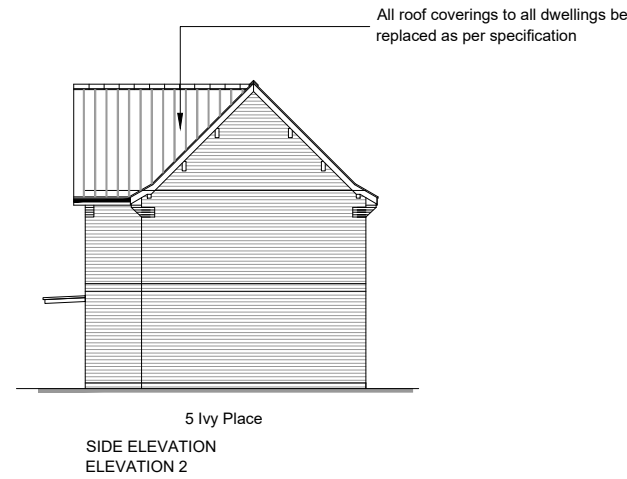 All roof coverings to all dwellings be
replaced as per specification
5 Ivy Place
SIDE ELEVATION
ELEVATION 2